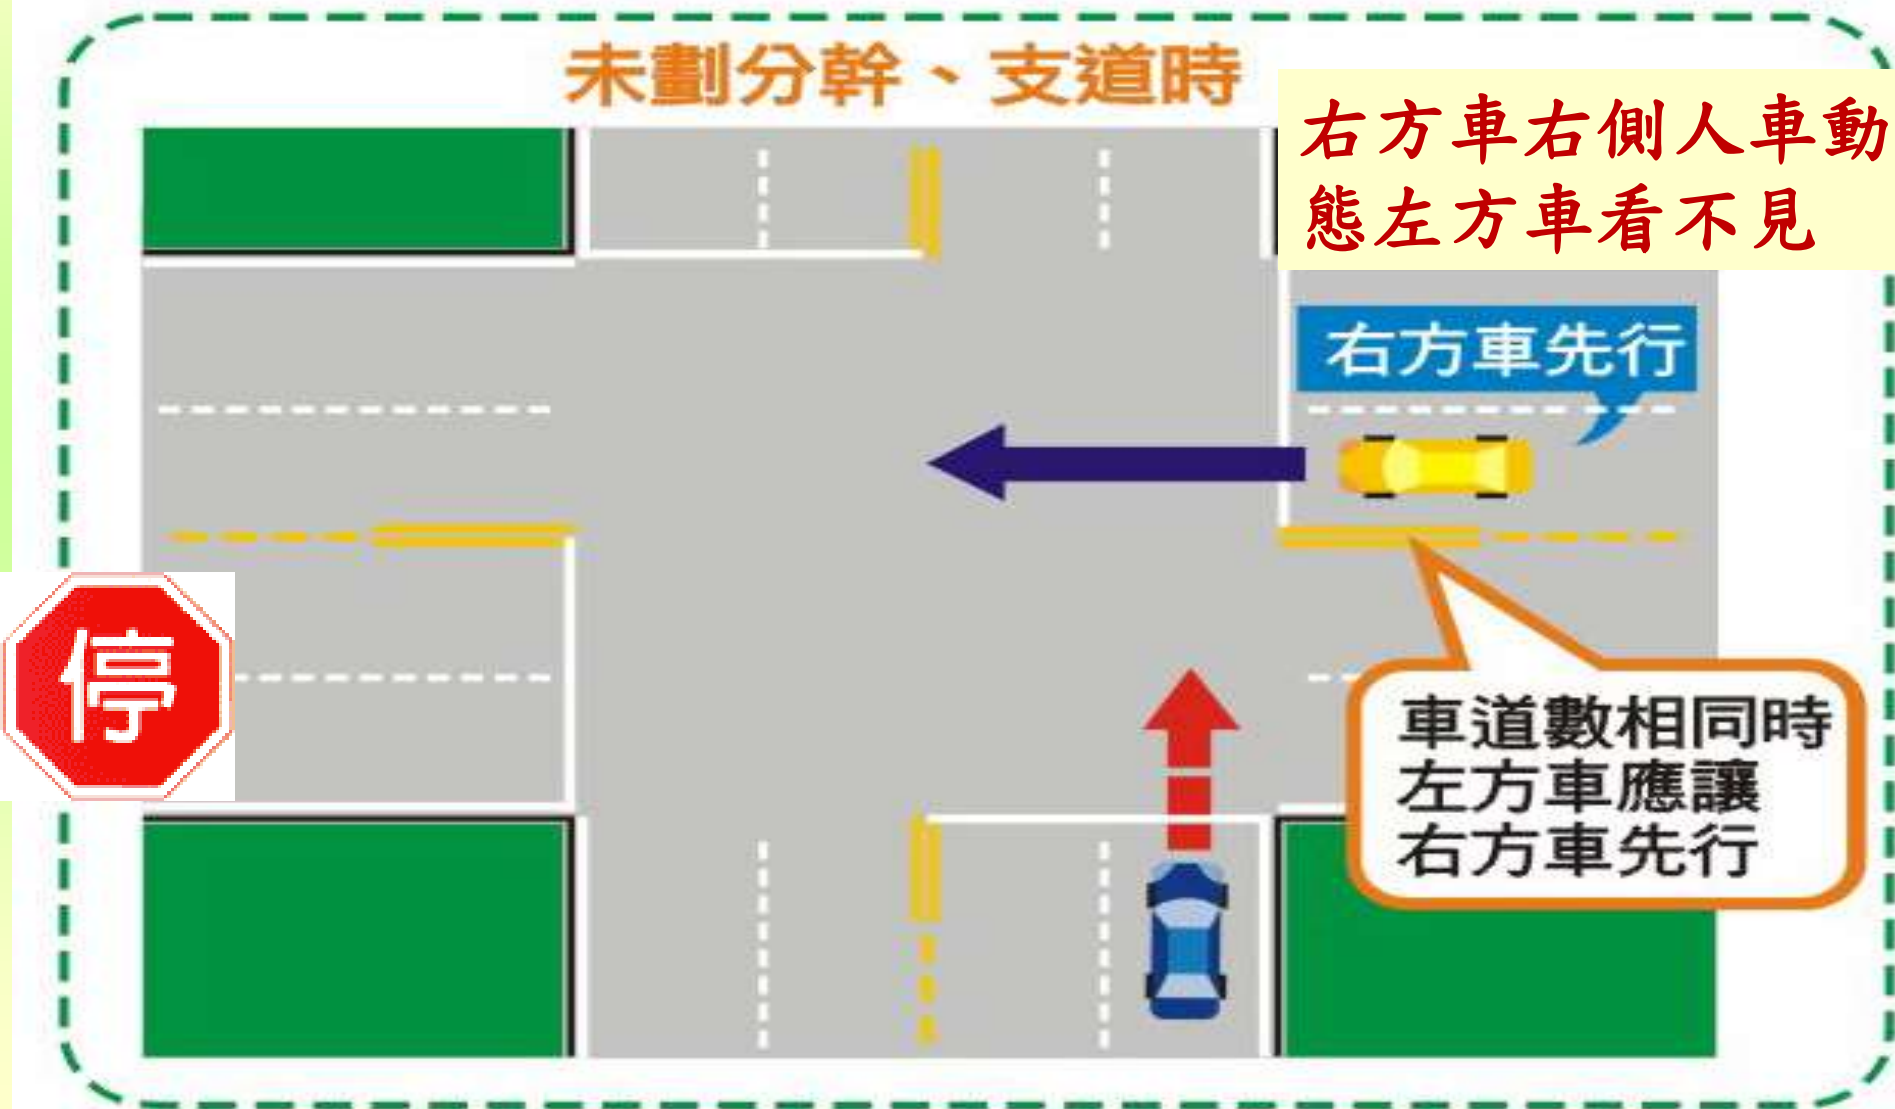 未劃分幹、支道時
右方車右側人車動
態左方車看不見
右方車先行
停
車道數相同時
左方車應讓
右方車先行